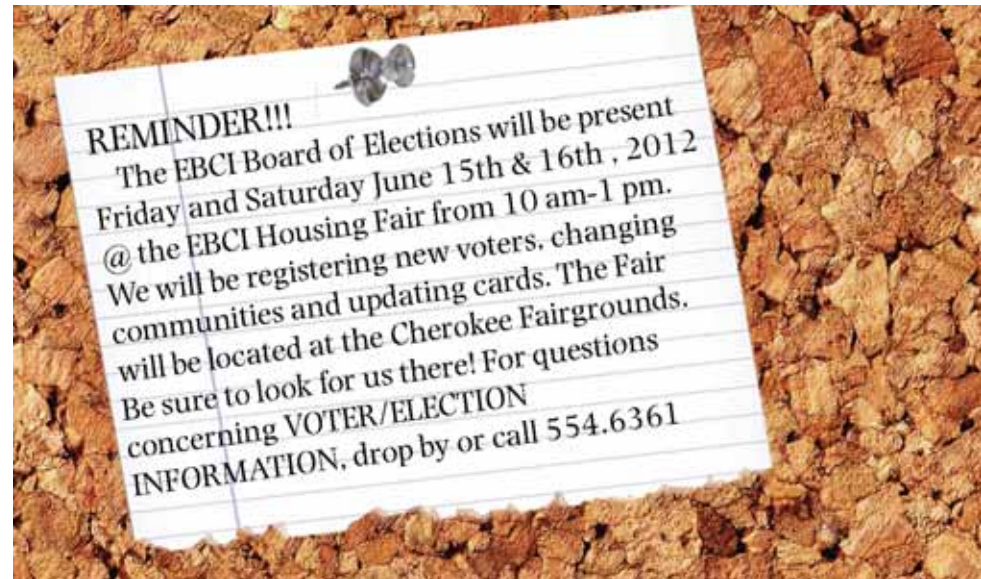 REMINDER!!!
The EBCI Board of Elections will be present
Friday and Saturday June 15th & 16th , 2012
@ the EBCI Housing Fair from 10 am-1 pm.
We will be registering new voters, changing
communities and updating cards. The Fair
will be located at the Cherokee Fairgrounds.
Be sure to look for us there! For questions
concerning VOTER/ELECTION
INFORMATION, drop by or call 554.6361